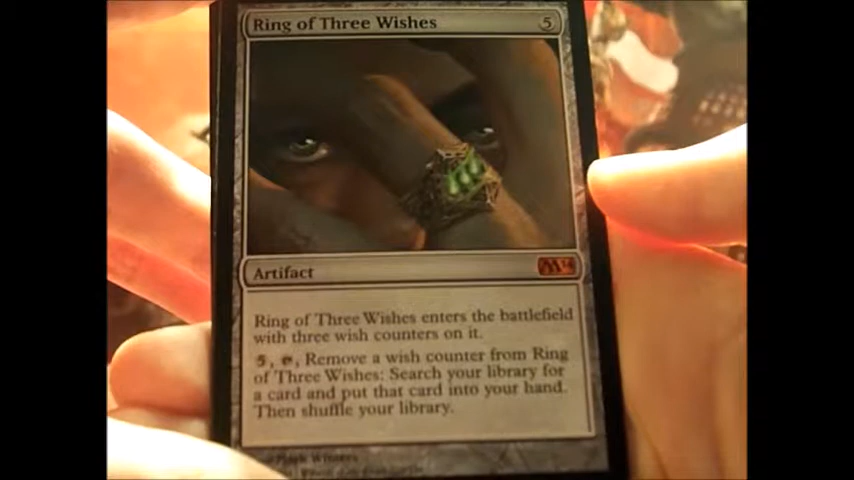 Ring of Three Wishes 5
Artifact M14
Ring of Three Wishes enters the battlefield
with three wish counters on it.
5, , Remove a wish counter from Ring
of Three Wishes: Search your library for
a card and put that card into your hand.
Then shuffle your library.
Mark Winters